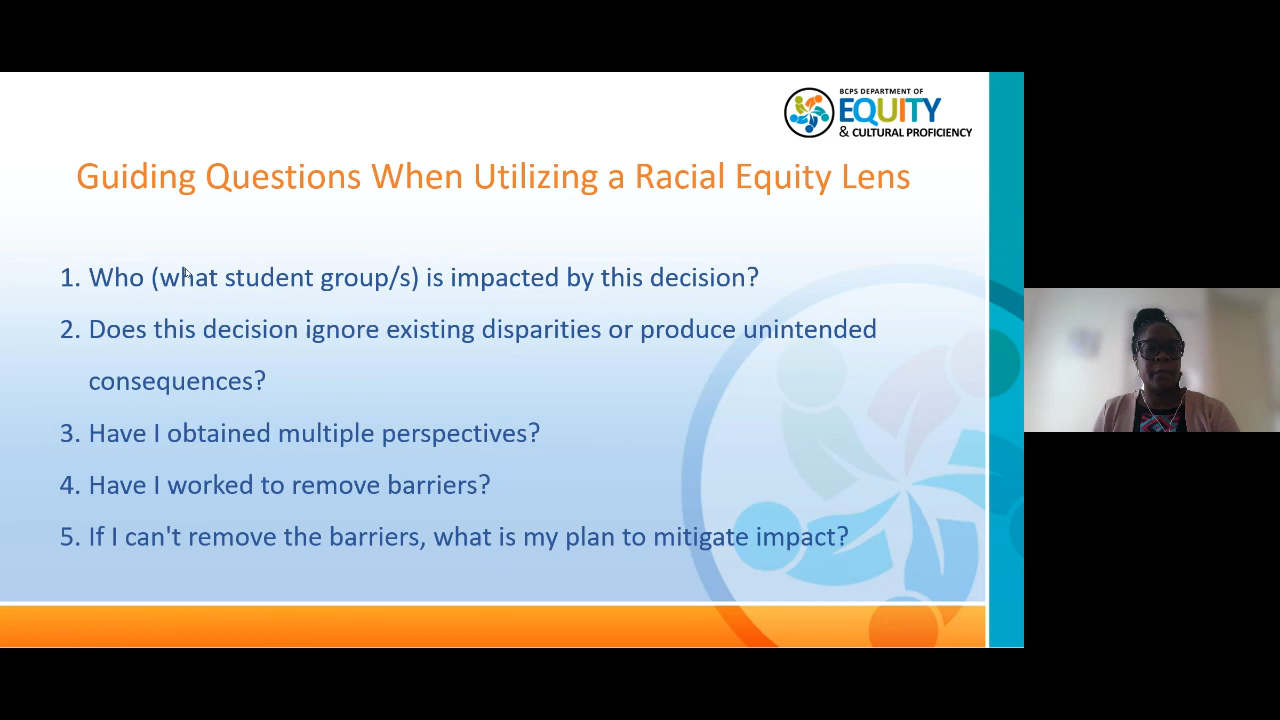 BCPS DEPARTMENT OF
EQUITY
& CULTURAL PROFICIENCY
Guiding Questions When Utilizing a Racial Equity Lens
1. Who (what student group/s) is impacted by this decision?
2. Does this decision ignore existing disparities or produce unintended
consequences?
3. Have I obtained multiple perspectives?
4. Have I worked to remove barriers?
5. If I can't remove the barriers, what is my plan to mitigate impact?